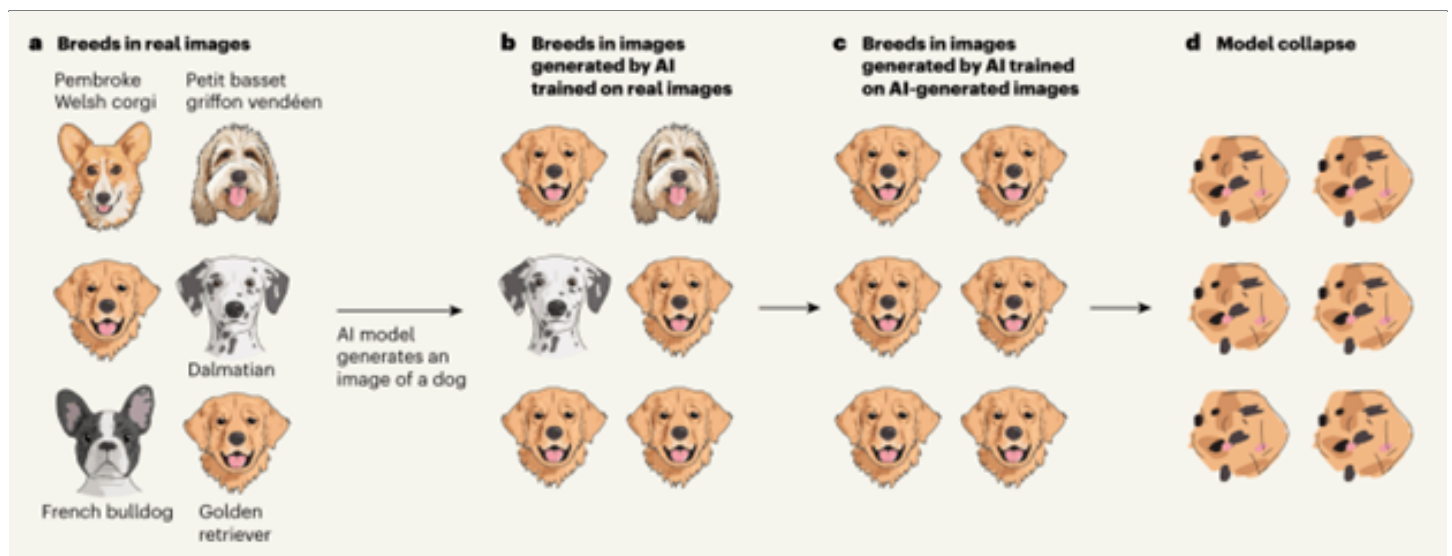 a Breeds in real images
Pembroke
Welsh corgi
Petit basset
griffon vendéen
Dalmatian
French bulldog
Golden
retriever
AI model
generates an
image of a dog
b Breeds in images
generated by AI
trained on real images
c Breeds in images
generated by AI trained
on AI-generated images
d Model collapse